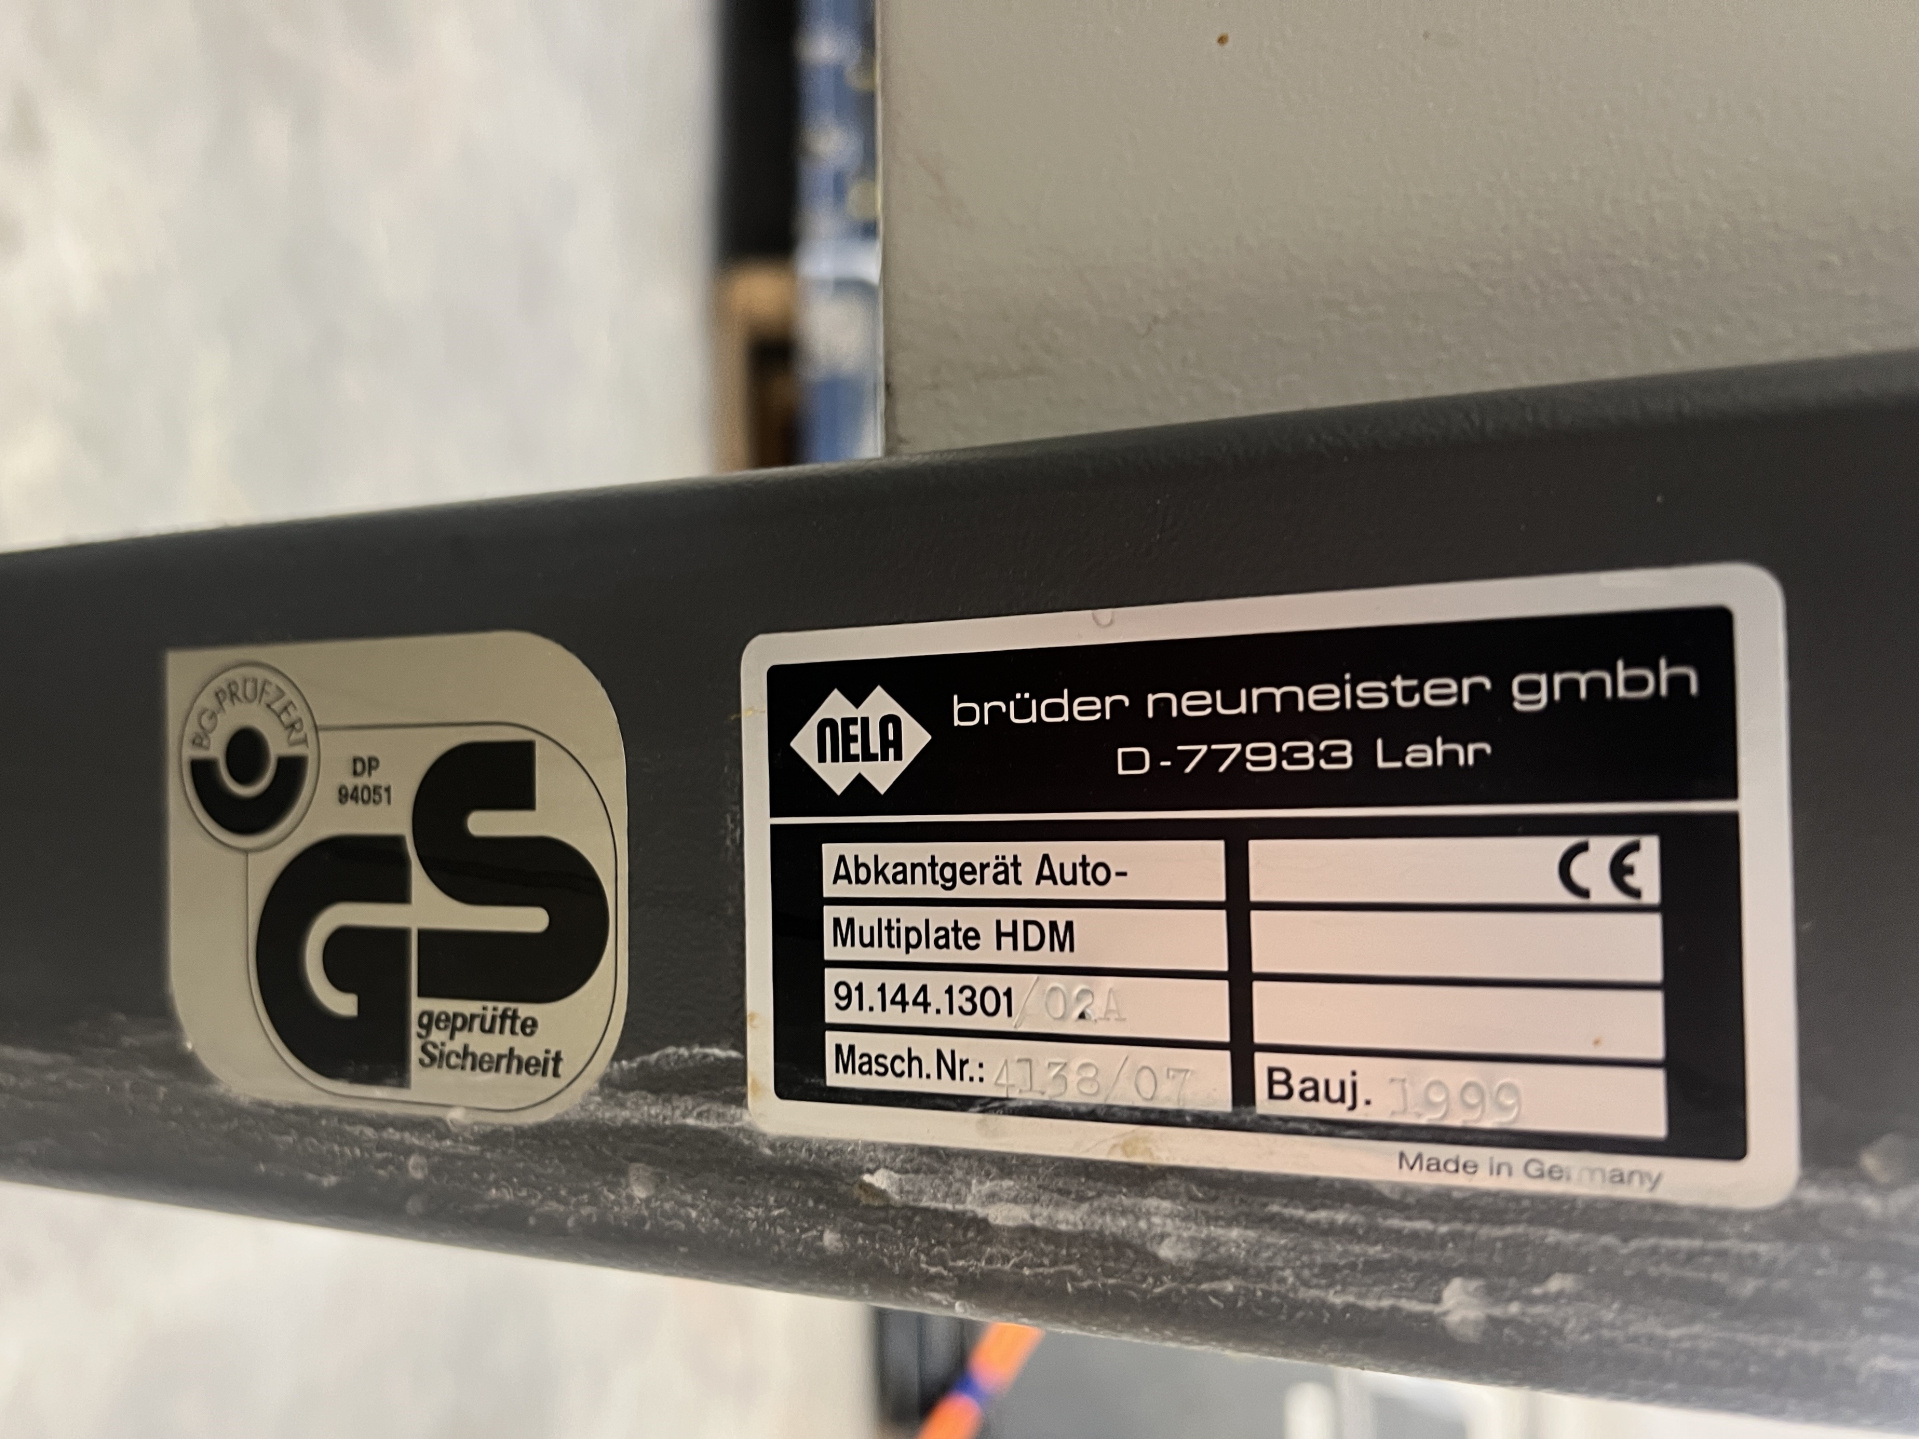 BG-PRÜFZERT
DP
94051
GS
geprüfte
Sicherheit
NELA
brüder neumeister gmbh
D-77933 Lahr
Abkantgerät Auto-
Multiplate HDM
91.144.1301/02A
Masch.Nr.: 4138/07
CE
Bauj. 1999
Made in Germany